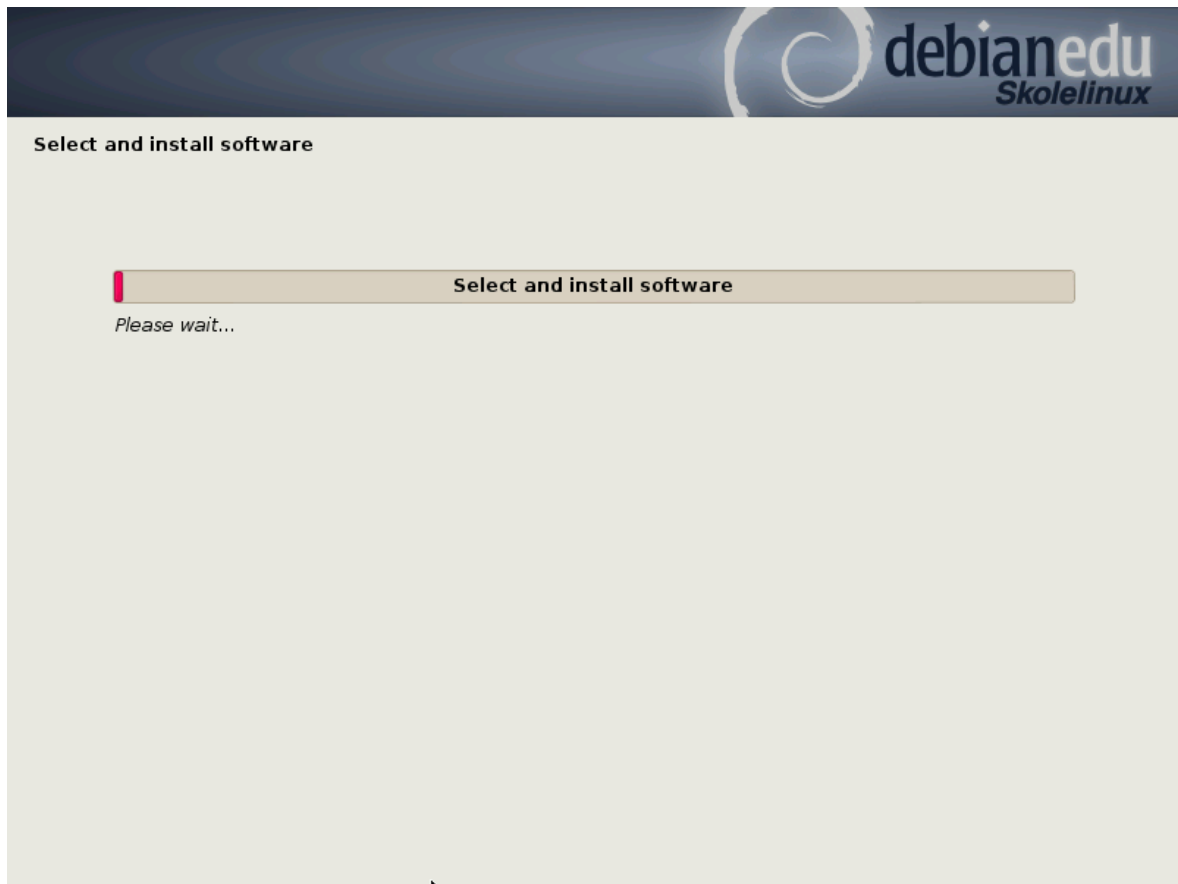 debianedu
Skolelinux
Select and install software
Select and install software
Please wait...